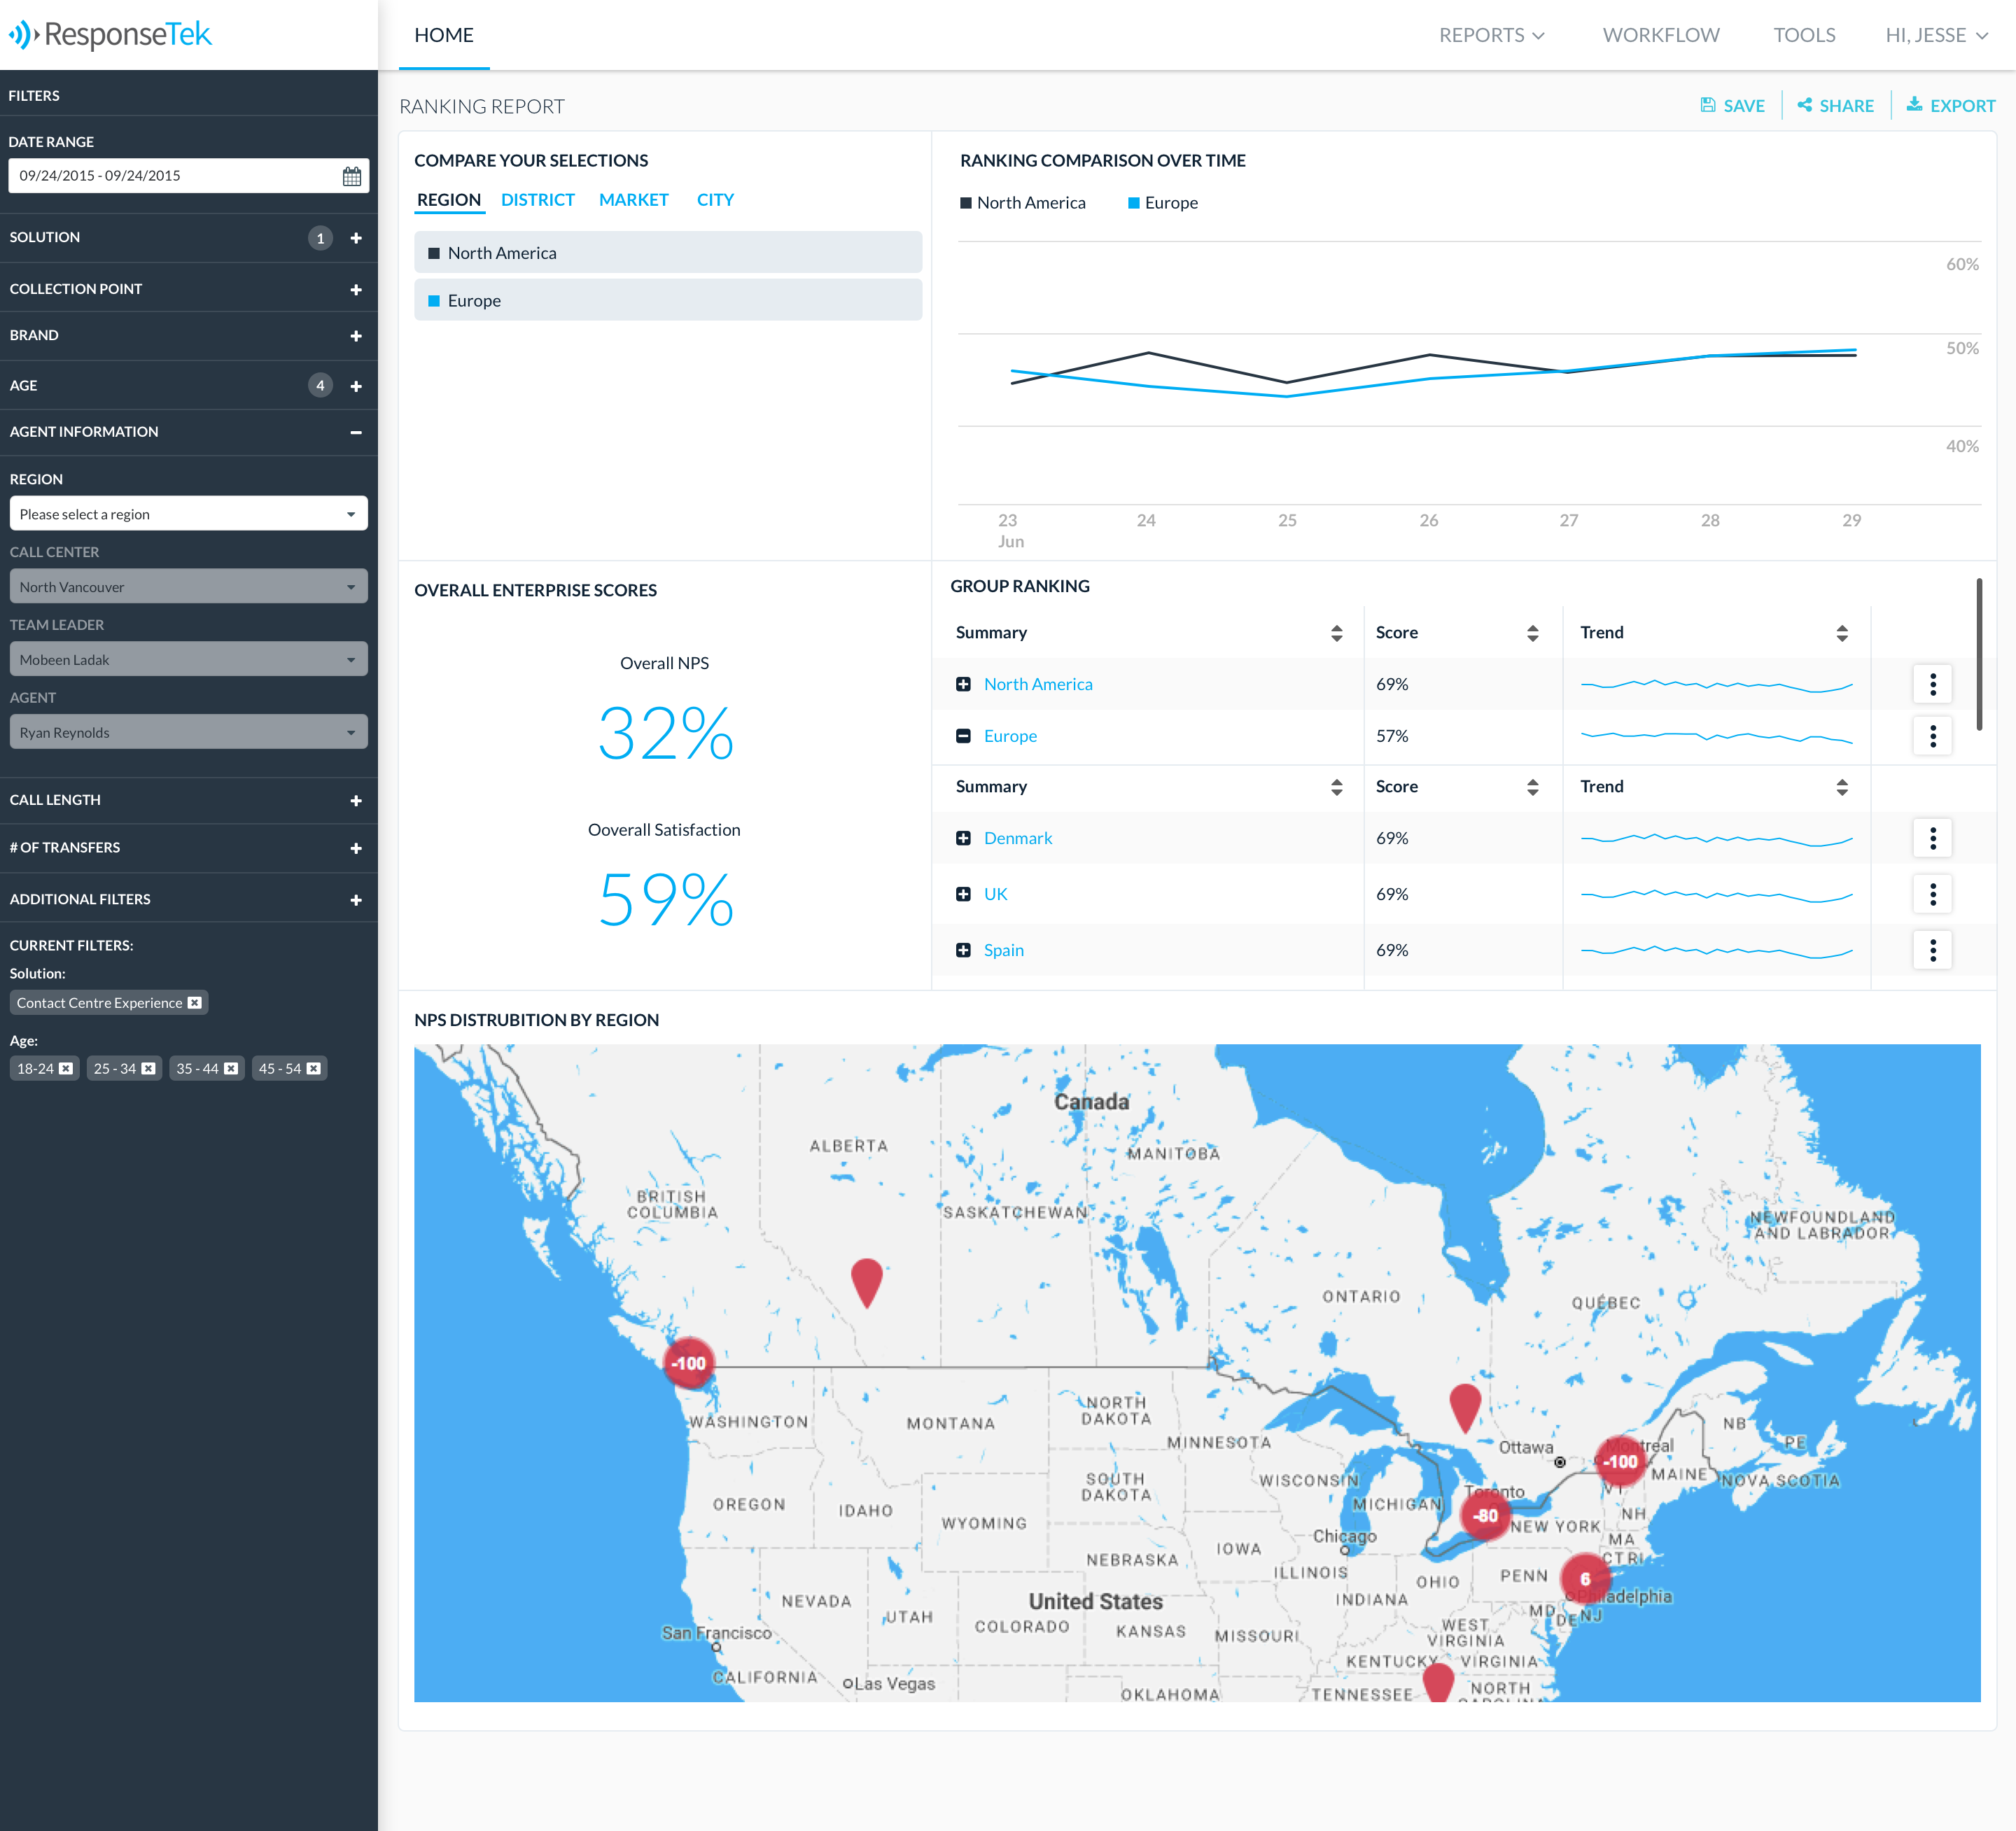 ResponseTek
HOME
REPORTS
WORKFLOW
TOOLS
HI, JESSE
FILTERS
DATE RANGE
09/24/2015 - 09/24/2015
SOLUTION 1
COLLECTION POINT
BRAND
AGE 4
AGENT INFORMATION
REGION
Please select a region
CALL CENTER
North Vancouver
TEAM LEADER
Mobeen Ladak
AGENT
Ryan Reynolds
CALL LENGTH
# OF TRANSFERS
ADDITIONAL FILTERS
CURRENT FILTERS:
Solution:
Contact Centre Experience
Age:
18-24 25 - 34 35 - 44 45 - 54
RANKING REPORT
SAVE SHARE EXPORT
COMPARE YOUR SELECTIONS
REGION DISTRICT MARKET CITY
North America
Europe
RANKING COMPARISON OVER TIME
North America Europe
60%
50%
40%
23 24 25 26 27 28 29
Jun
OVERALL ENTERPRISE SCORES
Overall NPS
32%
Ooverall Satisfaction
59%
GROUP RANKING
Summary Score Trend
North America 69%
Europe 57%
Summary Score Trend
Denmark 69%
UK 69%
Spain 69%
NPS DISTRUBITION BY REGION
Canada
ALBERTA
MANITOBA
BRITISH
COLUMBIA
SASKATCHEWAN
NEWFOUNDLAND
AND LABRADOR
ONTARIO
QUÉBEC
-100
WASHINGTON
MONTANA
NORTH
DAKOTA
MINNESOTA
NB
PE
Ottawa
Montreal
-100
MAINE
NOVA SCOTIA
WISCONSIN
SOUTH
DAKOTA
MICHIGAN
Toronto
-80
VT
NH
NEW YORK
MA
CT RI
OREGON
IDAHO
WYOMING
Chicago
IOWA
NEBRASKA
ILLINOIS
OHIO
PENN
6
Philadelphia
INDIANA
NEVADA
UTAH
United States
COLORADO
KANSAS
MISSOURI
MD
DE NJ
WEST
VIRGINIA
San Francisco
KENTUCKY
VIRGINIA
CALIFORNIA
Las Vegas
OKLAHOMA
TENNESSEE
NORTH
CAROLINA